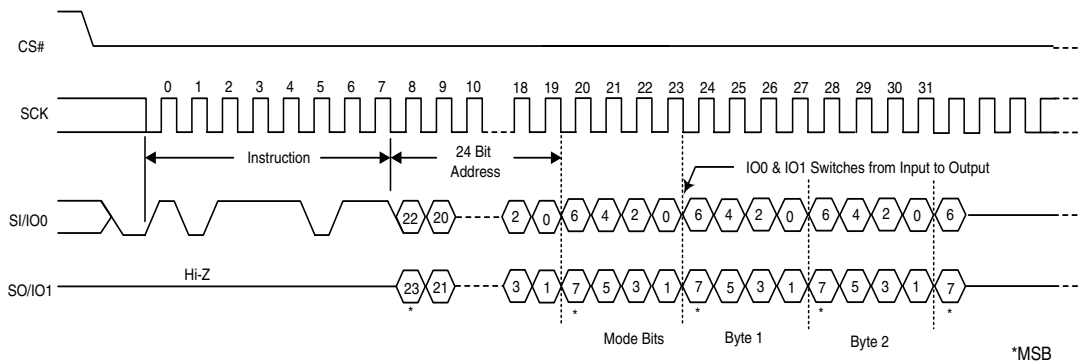 CS#
0 1 2 3 4 5 6 7 8 9 10 18 19 20 21 22 23 24 25 26 27 28 29 30 31
SCK
Instruction
24 Bit
Address
IO0 & IO1 Switches from Input to Output
SI/IO0
22 20 2 0 6 4 2 0 6 4 2 0 6 4 2 0 6
Hi-Z
SO/IO1
23 21 3 1 7 5 3 1 7 5 3 1 7 5 3 1 7
* * * * *
Mode Bits Byte 1 Byte 2
*MSB